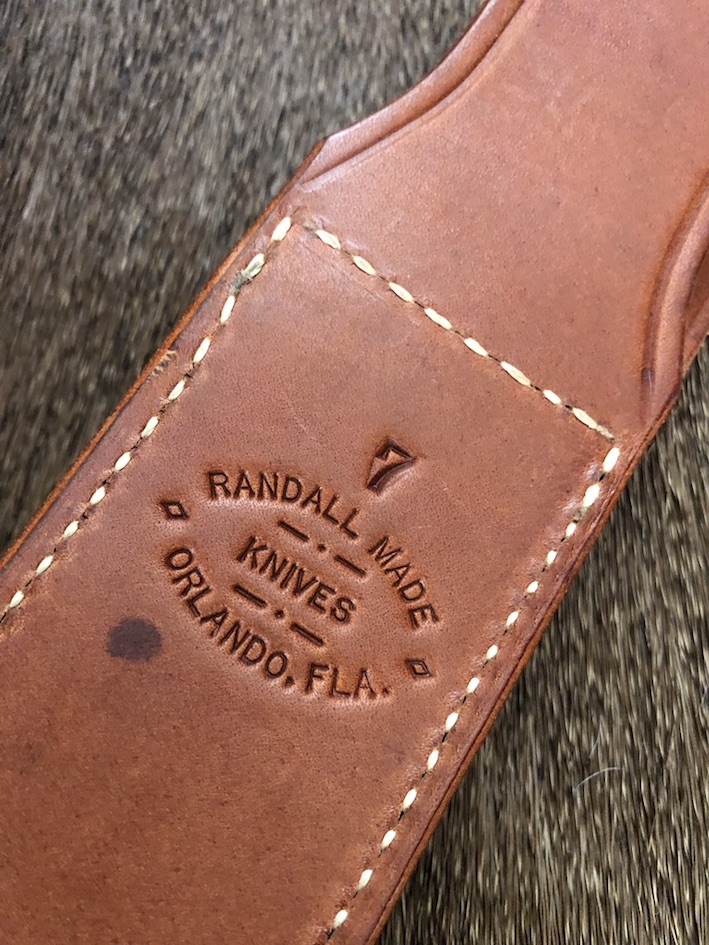 7
RANDALL MADE
KNIVES
ORLANDO, FLA.